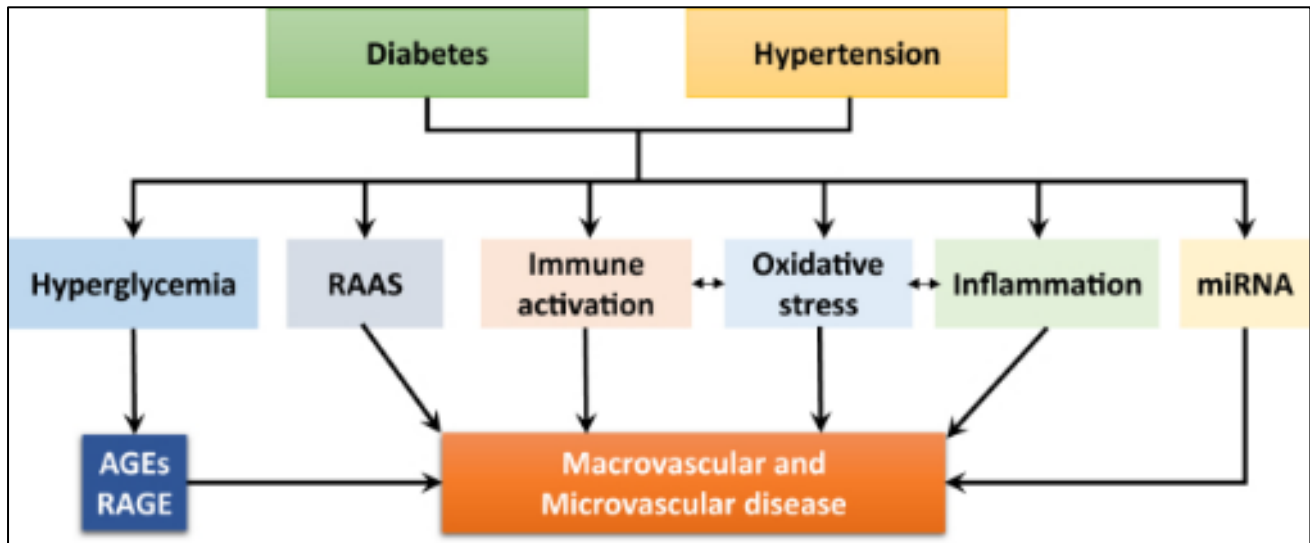 Diabetes
Hypertension
Hyperglycemia
RAAS
Immune
activation
Oxidative
stress
Inflammation
miRNA
AGEs
RAGE
Macrovascular and
Microvascular disease